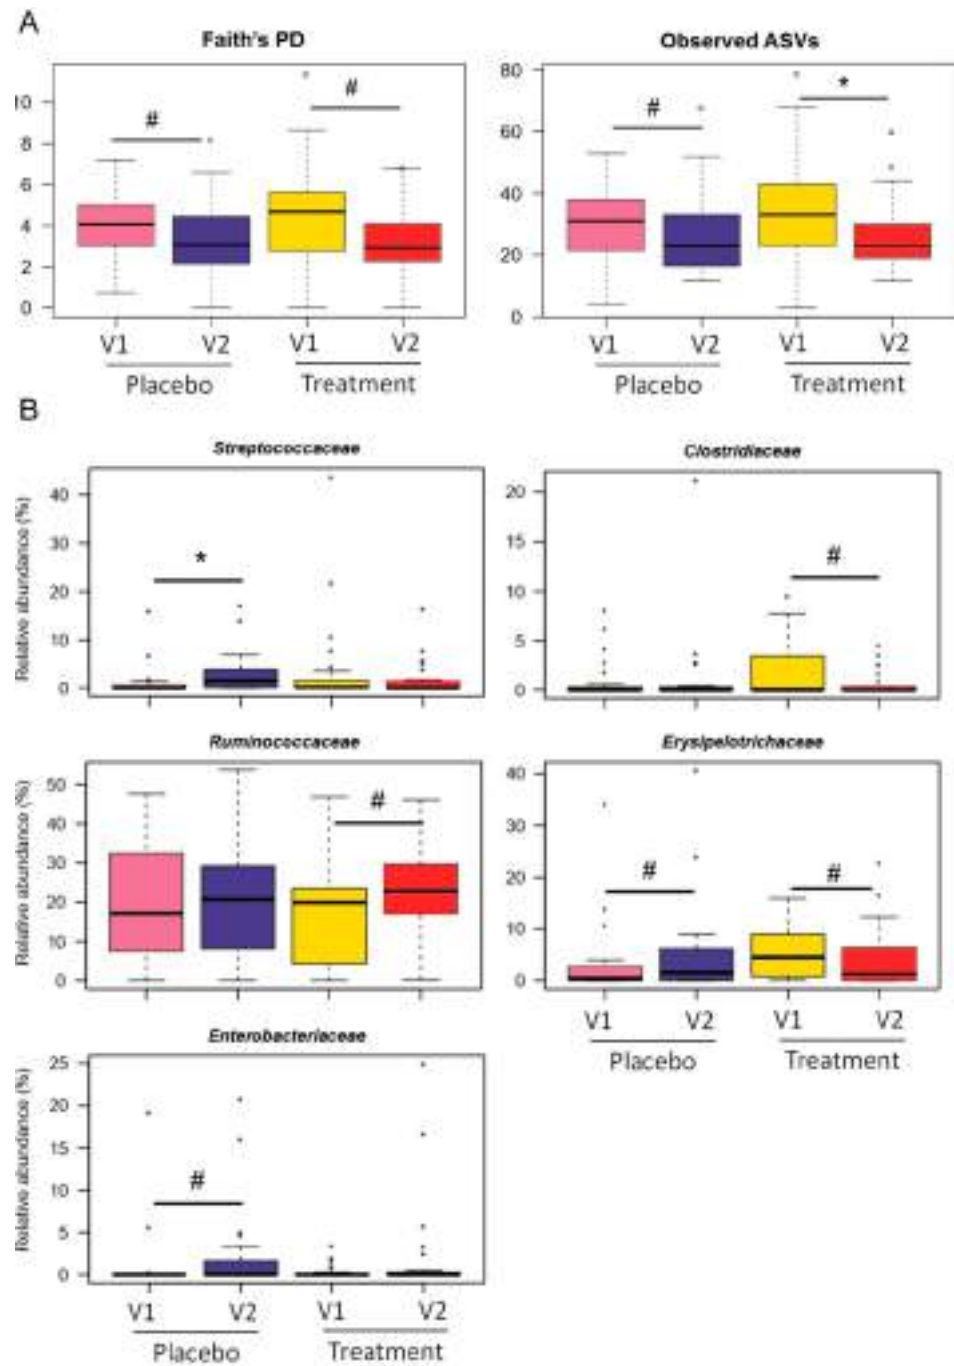 A
Faith's PD
Observed ASVs
#
#
#
*
10
8
6
4
2
0
80
60
40
20
0
V1 V2 V1 V2
Placebo Treatment
V1 V2 V1 V2
Placebo Treatment
B
Streptococcaceae
Clostridiaceae
Relative abundance (%)
40
30
20
10
0
*
20
15
10
5
0
#
Ruminococcaceae
Erysipelotrichaceae
Relative abundance (%)
50
40
30
20
10
0
#
40
30
20
10
0
#
#
V1 V2 V1 V2
Placebo Treatment
Enterobacteriaceae
Relative abundance (%)
25
20
15
10
5
0
#
V1 V2 V1 V2
Placebo Treatment